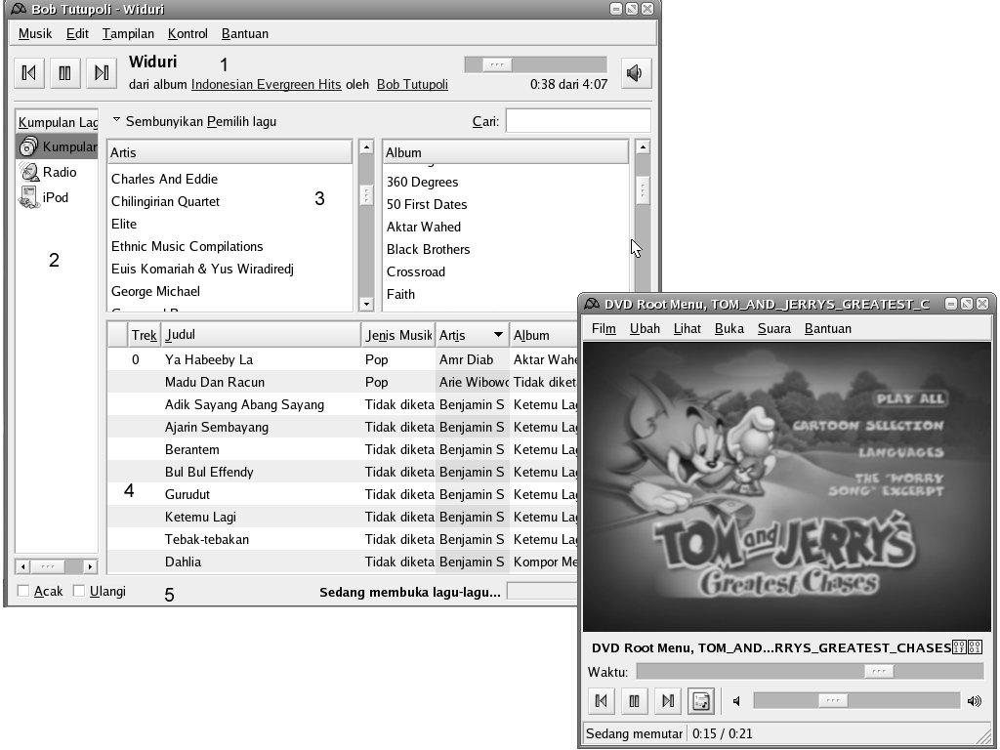 Bob Tutupoli - Widuri
Musik Edit Tampilan Kontrol Bantuan
Widuri 1
dari album Indonesian Evergreen Hits oleh Bob Tutupoli 0:38 dari 4:07
Kumpulan Lag
Kumpular
Radio
iPod
2
Sembunyikan Pemilih lagu Cari:
Artis
Charles And Eddie
Chilingirian Quartet 3
Elite
Ethnic Music Compilations
Euis Komariah & Yus Wiradiredj
George Michael
Album
360 Degrees
50 First Dates
Aktar Wahed
Black Brothers
Crossroad
Faith
Trek Judul Jenis Musik Artis Album
0 Ya Habeeby La Pop Amr Diab Aktar Wahe
Madu Dan Racun Pop Arie Wibowo Tidak diket
Adik Sayang Abang Sayang Tidak diketa Benjamin S Ketemu Lag
Ajarin Sembayang Tidak diketa Benjamin S Ketemu Lag
Berantem Tidak diketa Benjamin S Ketemu Lag
Bul Bul Effendy Tidak diketa Benjamin S Ketemu Lag
4 Gurudut Tidak diketa Benjamin S Ketemu Lag
Ketemu Lagi Tidak diketa Benjamin S Ketemu Lag
Tebak-tebakan Tidak diketa Benjamin S Ketemu Lag
Dahlia Tidak diketa Benjamin S Kompor Me
Acak Ulangi 5 Sedang membuka lagu-lagu...
DVD Root Menu, TOM_AND_JERRYS_GREATEST_C
Film Ubah Lihat Buka Suara Bantuan
PLAY ALL
CARTOON SELECTION
LANGUAGES
THE "WORRY
SONG" EXCERPT
TOM and JERRY'S
Greatest Chases
DVD Root Menu, TOM_AND...RRYS_GREATEST_CHASES
Waktu:
Sedang memutar 0:15 / 0:21